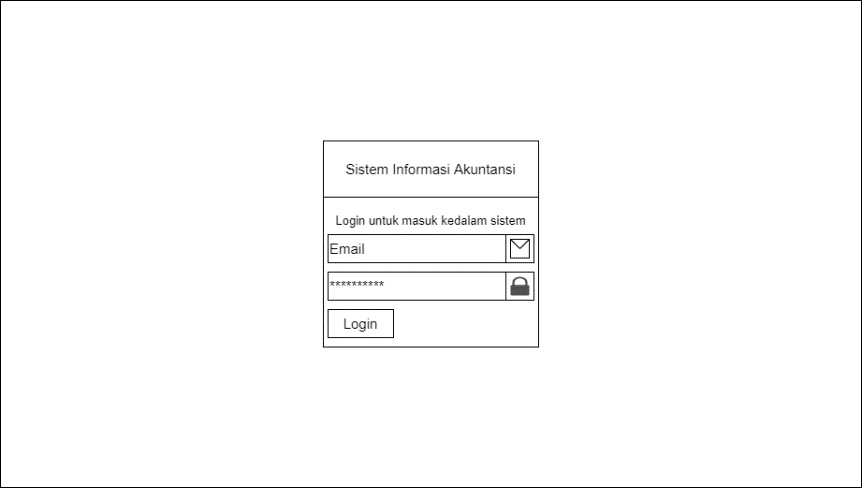 Sistem Informasi Akuntansi
Login untuk masuk kedalam sistem
Email
**********
Login